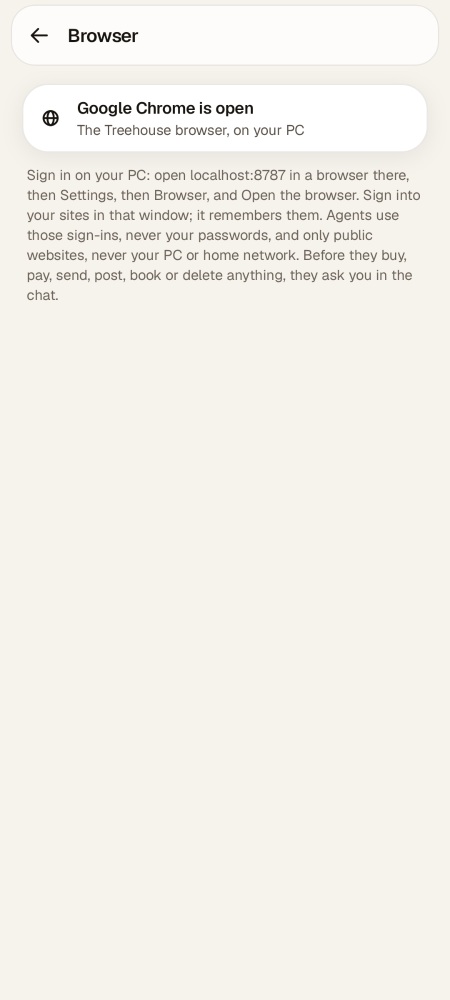 Browser
Google Chrome is open
The Treehouse browser, on your PC
Sign in on your PC: open localhost:8787 in a browser there,
then Settings, then Browser, and Open the browser. Sign into
your sites in that window; it remembers them. Agents use
those sign-ins, never your passwords, and only public
websites, never your PC or home network. Before they buy,
pay, send, post, book or delete anything, they ask you in the
chat.